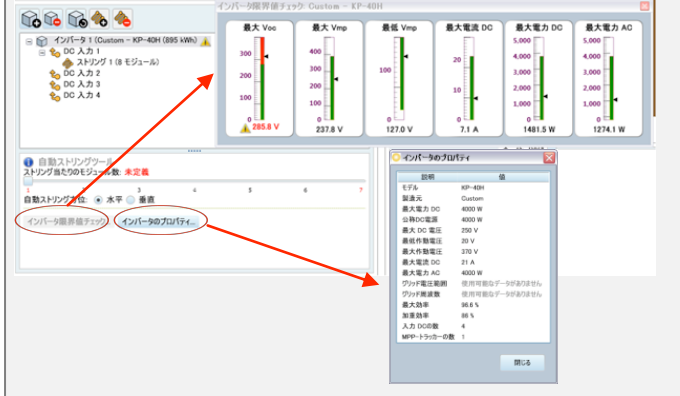 インバータ限界値チェック: Custom - KP-40H
インバータ 1 (Custom - KP-40H (895 kWh)
DC 入力 1
ストリング 1 (8 モジュール)
DC 入力 2
DC 入力 3
DC 入力 4
最大 Voc
300
200
100
0
285.8 V
最大 Vmp
400
300
200
100
0
237.8 V
最低 Vmp
100
0
127.0 V
最大電流 DC
20
10
0
7.1 A
最大電力 DC
5,000
4,000
3,000
2,000
1,000
0
1481.5 W
最大電力 AC
5,000
4,000
3,000
2,000
1,000
0
1274.1 W
自動ストリングツール
ストリング当たりのモジュール数: 未定義
1 2 3 4 5 6 7
自動ストリング方位: 水平 垂直
インバータ限界値チェック...
インバータのプロパティ...
インバータのプロパティ
説明 値
モデル KP-40H
製造元 Custom
最大電力 DC 4000 W
公称DC電源 4000 W
最大 DC 電圧 250 V
最低作動電圧 20 V
最大作動電圧 370 V
最大電流 DC 21 A
最大電力 AC 4000 W
グリッド電圧範囲 使用可能なデータがありません
グリッド周波数 使用可能なデータがありません
最大効率 96.6 %
加重効率 86 %
入力 DCの数 4
MPP-トラッカーの数 1
閉じる